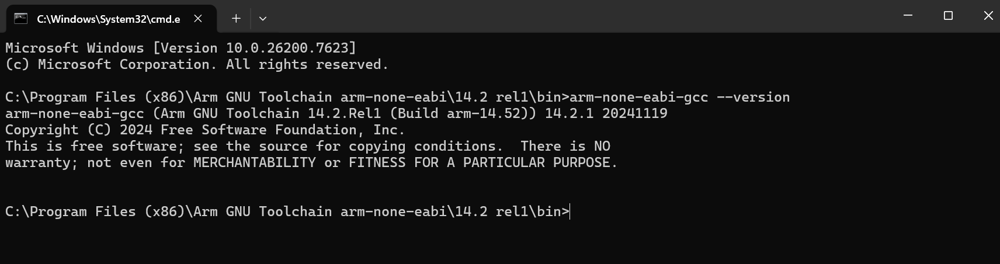 C:\Windows\System32\cmd.e
Microsoft Windows [Version 10.0.26200.7623]
(c) Microsoft Corporation. All rights reserved.
C:\Program Files (x86)\Arm GNU Toolchain arm-none-eabi\14.2 rel1\bin>arm-none-eabi-gcc --version
arm-none-eabi-gcc (Arm GNU Toolchain 14.2.Rel1 (Build arm-14.52)) 14.2.1 20241119
Copyright (C) 2024 Free Software Foundation, Inc.
This is free software; see the source for copying conditions.  There is NO
warranty; not even for MERCHANTABILITY or FITNESS FOR A PARTICULAR PURPOSE.
C:\Program Files (x86)\Arm GNU Toolchain arm-none-eabi\14.2 rel1\bin>